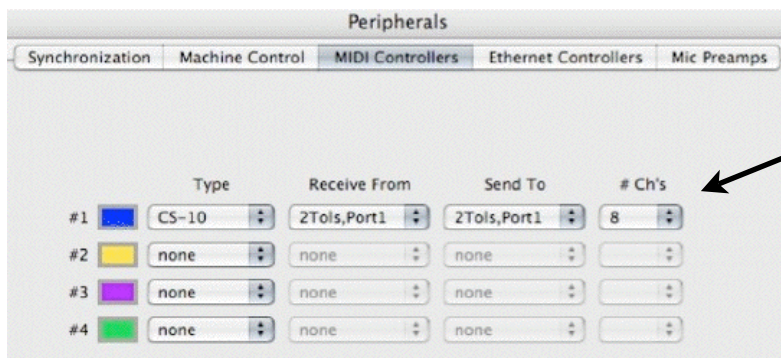 Peripherals
Synchronization Machine Control MIDI Controllers Ethernet Controllers Mic Preamps
Type Receive From Send To # Ch's
#1 CS-10 2Tols,Port1 2Tols,Port1 8
#2 none none none
#3 none none none
#4 none none none